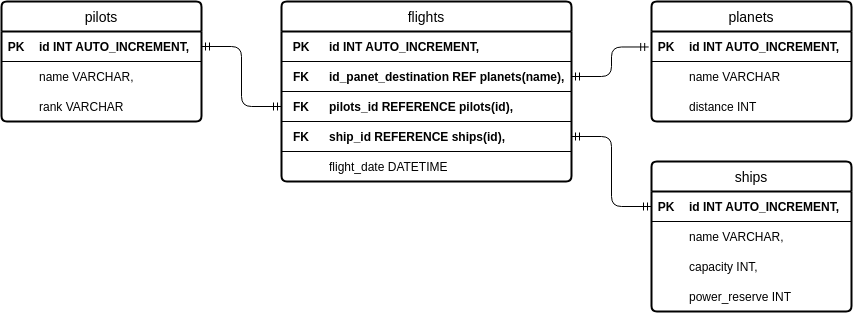 pilots
PK id INT AUTO_INCREMENT,
name VARCHAR,
rank VARCHAR
flights
PK id INT AUTO_INCREMENT,
FK id_panet_destination REF planets(name),
FK pilots_id REFERENCE pilots(id),
FK ship_id REFERENCE ships(id),
flight_date DATETIME
planets
PK id INT AUTO_INCREMENT,
name VARCHAR
distance INT
ships
PK id INT AUTO_INCREMENT,
name VARCHAR,
capacity INT,
power_reserve INT